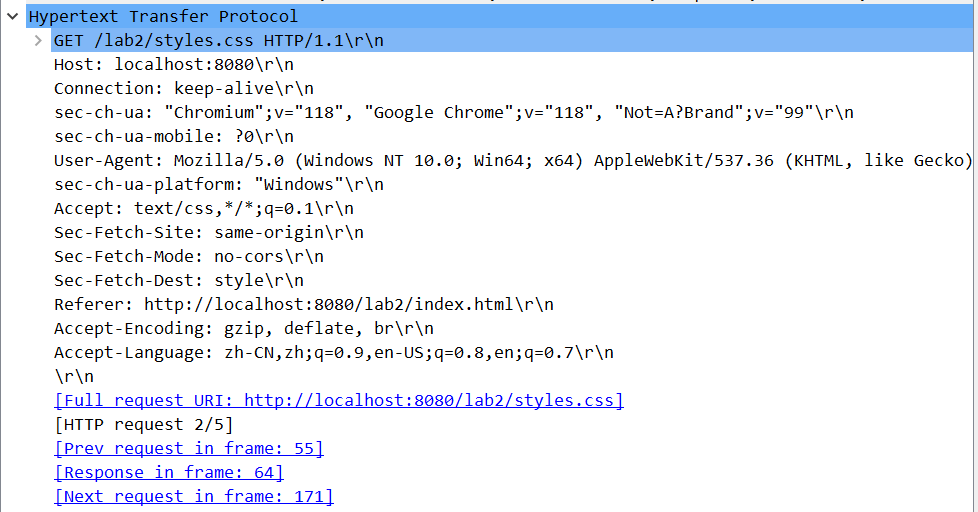 Hypertext Transfer Protocol
GET /lab2/styles.css HTTP/1.1\r\n
Host: localhost:8080\r\n
Connection: keep-alive\r\n
sec-ch-ua: "Chromium";v="118", "Google Chrome";v="118", "Not=A?Brand";v="99"\r\n
sec-ch-ua-mobile: ?0\r\n
User-Agent: Mozilla/5.0 (Windows NT 10.0; Win64; x64) AppleWebKit/537.36 (KHTML, like Gecko)
sec-ch-ua-platform: "Windows"\r\n
Accept: text/css,*/*;q=0.1\r\n
Sec-Fetch-Site: same-origin\r\n
Sec-Fetch-Mode: no-cors\r\n
Sec-Fetch-Dest: style\r\n
Referer: http://localhost:8080/lab2/index.html\r\n
Accept-Encoding: gzip, deflate, br\r\n
Accept-Language: zh-CN,zh;q=0.9,en-US;q=0.8,en;q=0.7\r\n
\r\n
[Full request URI: http://localhost:8080/lab2/styles.css]
[HTTP request 2/5]
[Prev request in frame: 55]
[Response in frame: 64]
[Next request in frame: 171]